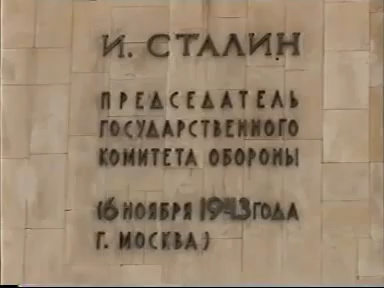 И. СТАЛИН
ПРЕДСЕДАТЕЛЬ
ГОСУДАРСТВЕННОГО
КОМИТЕТА ОБОРОНЫ
(6 НОЯБРЯ 1943 ГОДА
Г. МОСКВА)